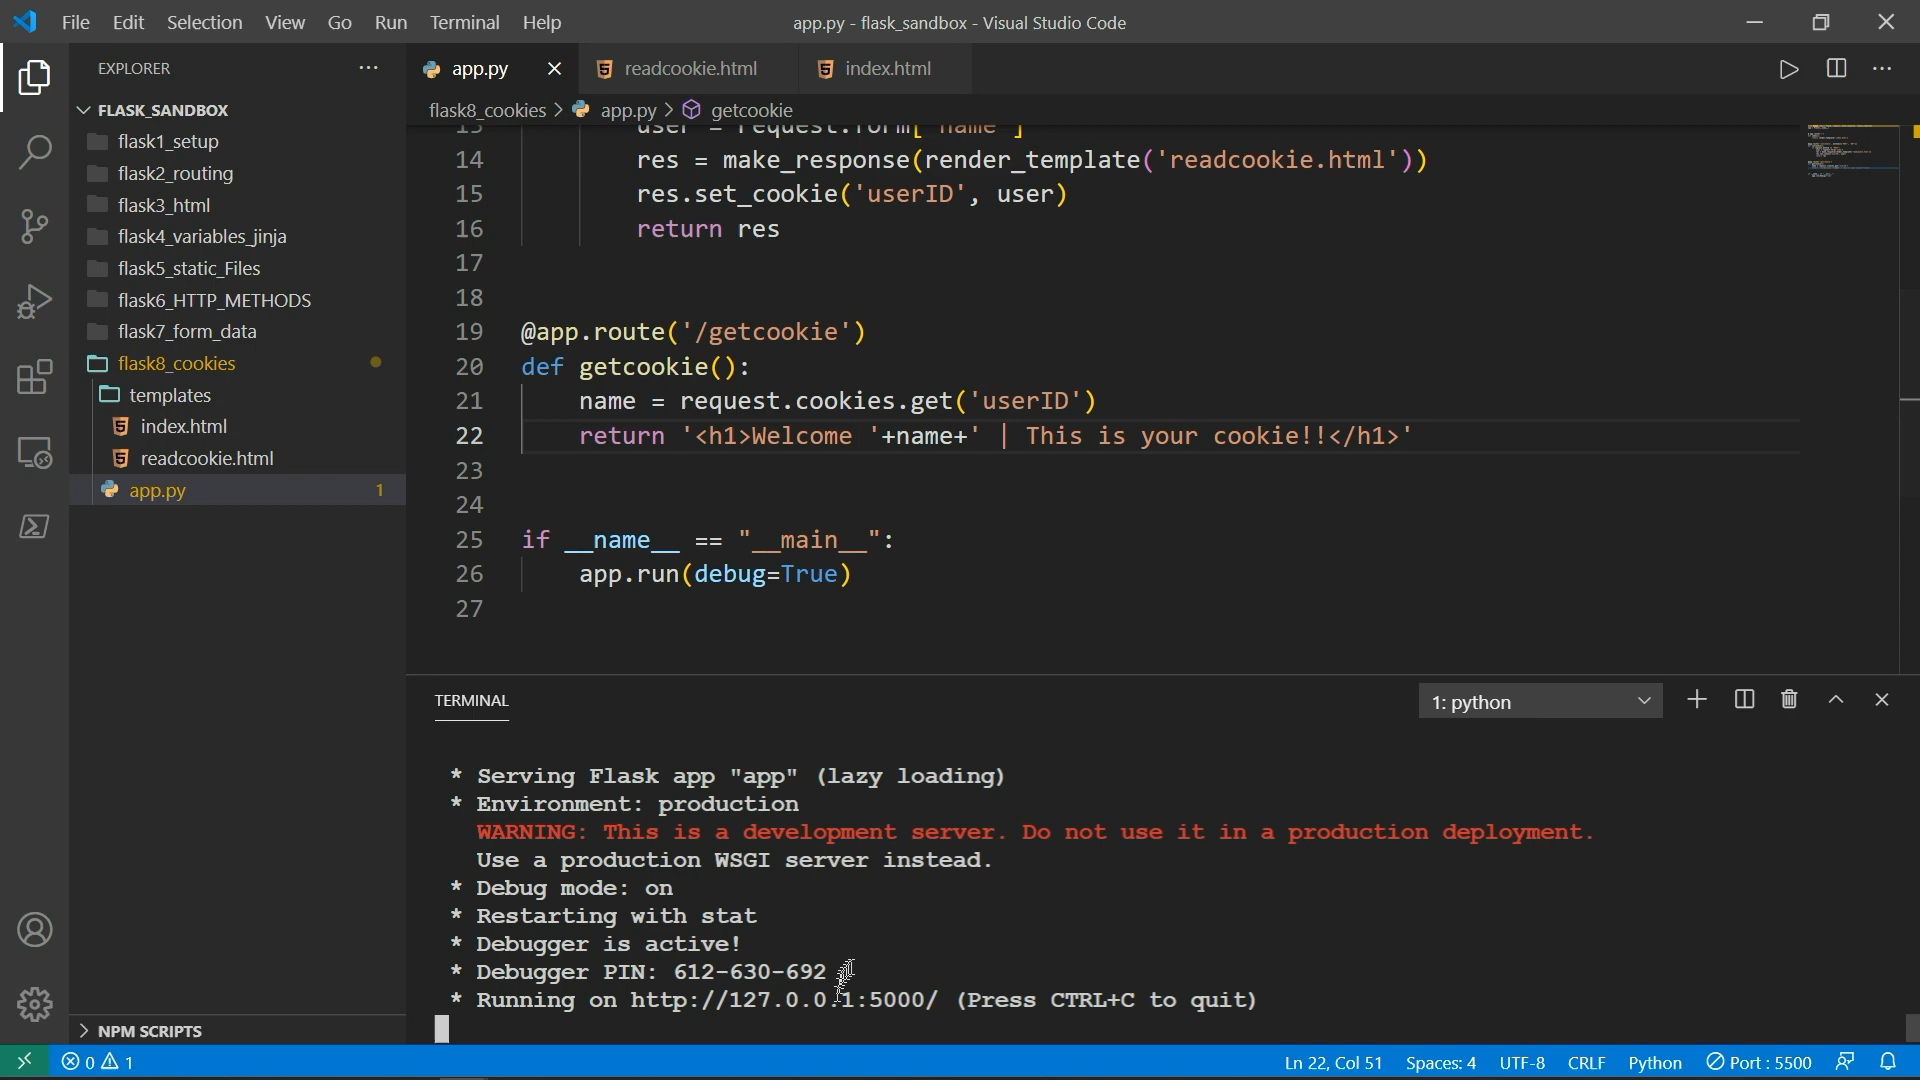 File Edit Selection View Go Run Terminal Help
app.py - flask_sandbox - Visual Studio Code
EXPLORER
FLASK_SANDBOX
flask1_setup
flask2_routing
flask3_html
flask4_variables_jinja
flask5_static_Files
flask6_HTTP_METHODS
flask7_form_data
flask8_cookies
templates
index.html
readcookie.html
app.py 1
NPM SCRIPTS
app.py readcookie.html index.html
flask8_cookies > app.py > getcookie
13 user = request.form['name']
14 res = make_response(render_template('readcookie.html'))
15 res.set_cookie('userID', user)
16 return res
17
18
19 @app.route('/getcookie')
20 def getcookie():
21 name = request.cookies.get('userID')
22 return '<h1>Welcome '+name+' | This is your cookie!!</h1>'
23
24
25 if __name__ == "__main__":
26 app.run(debug=True)
27
TERMINAL
1: python
* Serving Flask app "app" (lazy loading)
* Environment: production
WARNING: This is a development server. Do not use it in a production deployment.
Use a production WSGI server instead.
* Debug mode: on
* Restarting with stat
* Debugger is active!
* Debugger PIN: 612-630-692
* Running on http://127.0.0.1:5000/ (Press CTRL+C to quit)
0 1
Ln 22, Col 51 Spaces: 4 UTF-8 CRLF Python Port : 5500